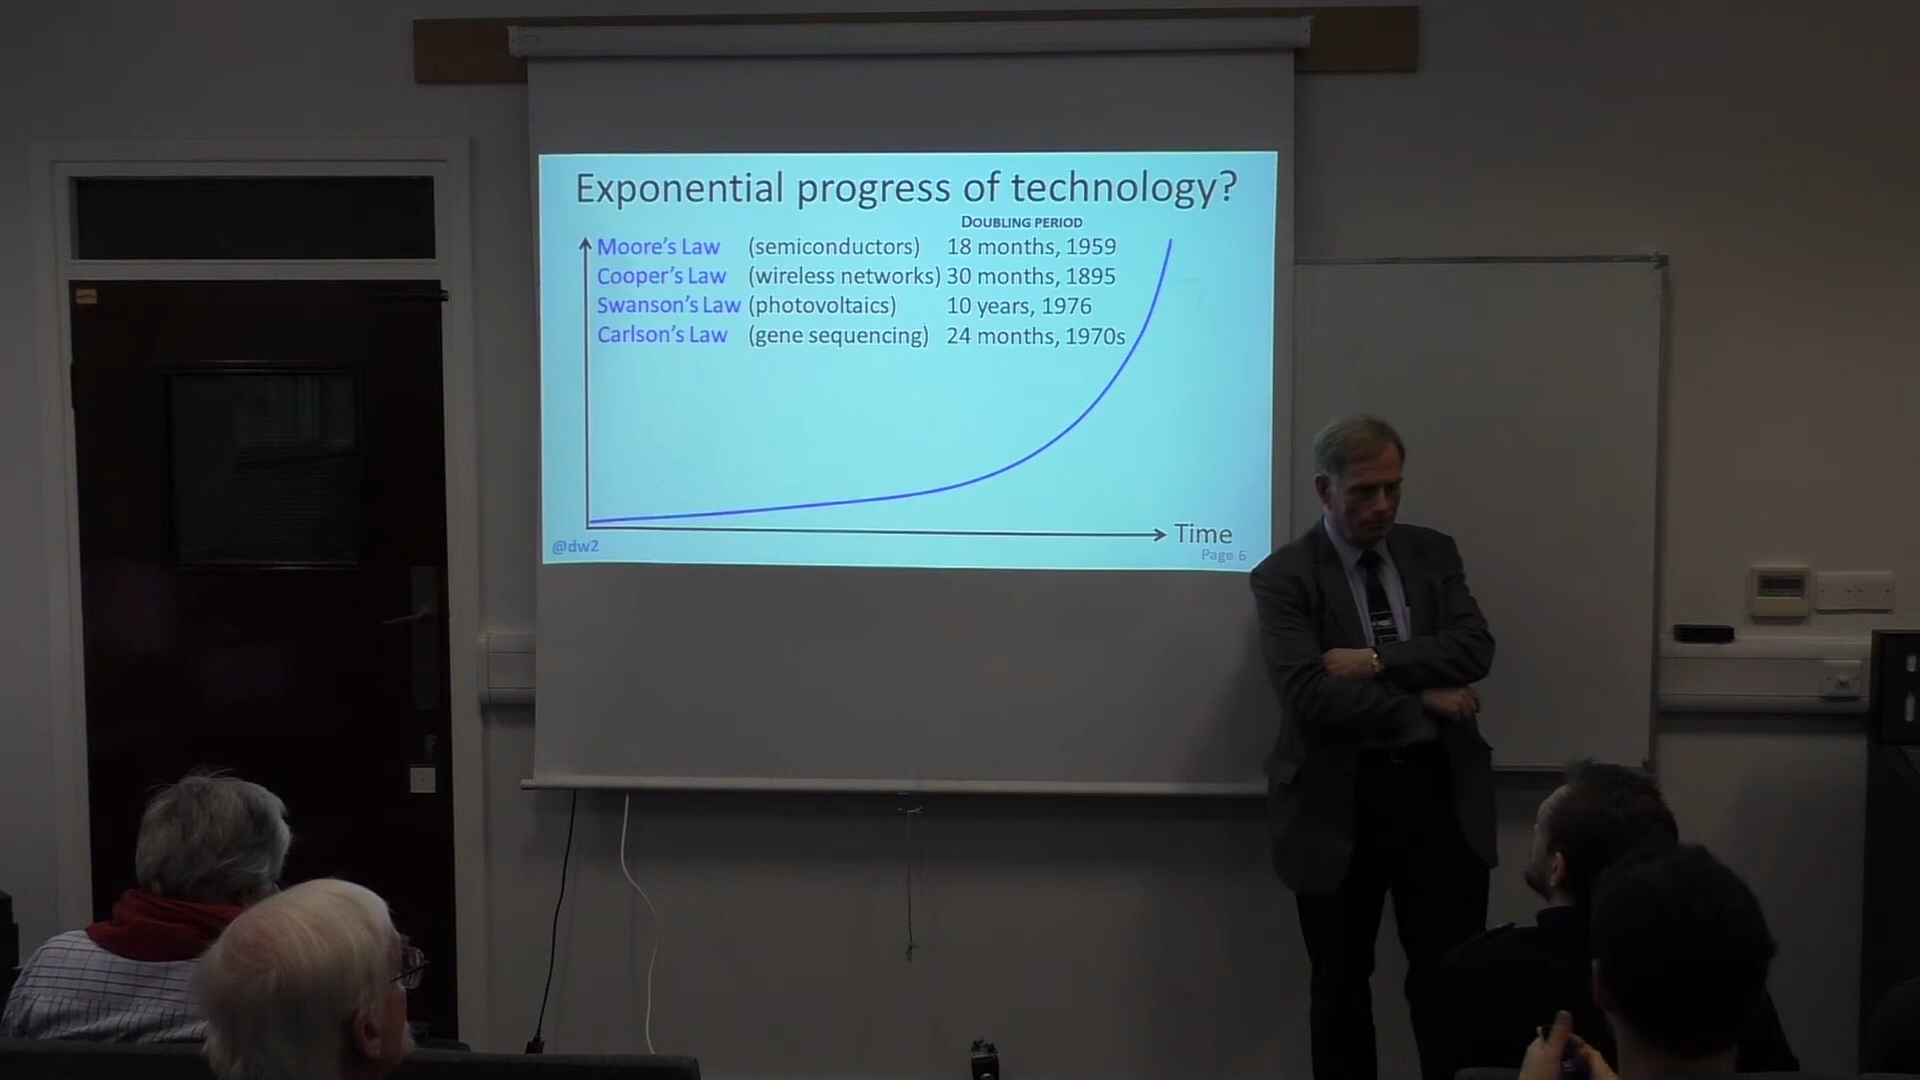 Exponential progress of technology?
DOUBLING PERIOD
Moore's Law (semiconductors) 18 months, 1959
Cooper's Law (wireless networks) 30 months, 1895
Swanson's Law (photovoltaics) 10 years, 1976
Carlson's Law (gene sequencing) 24 months, 1970s
Time
@dw2
Page 6